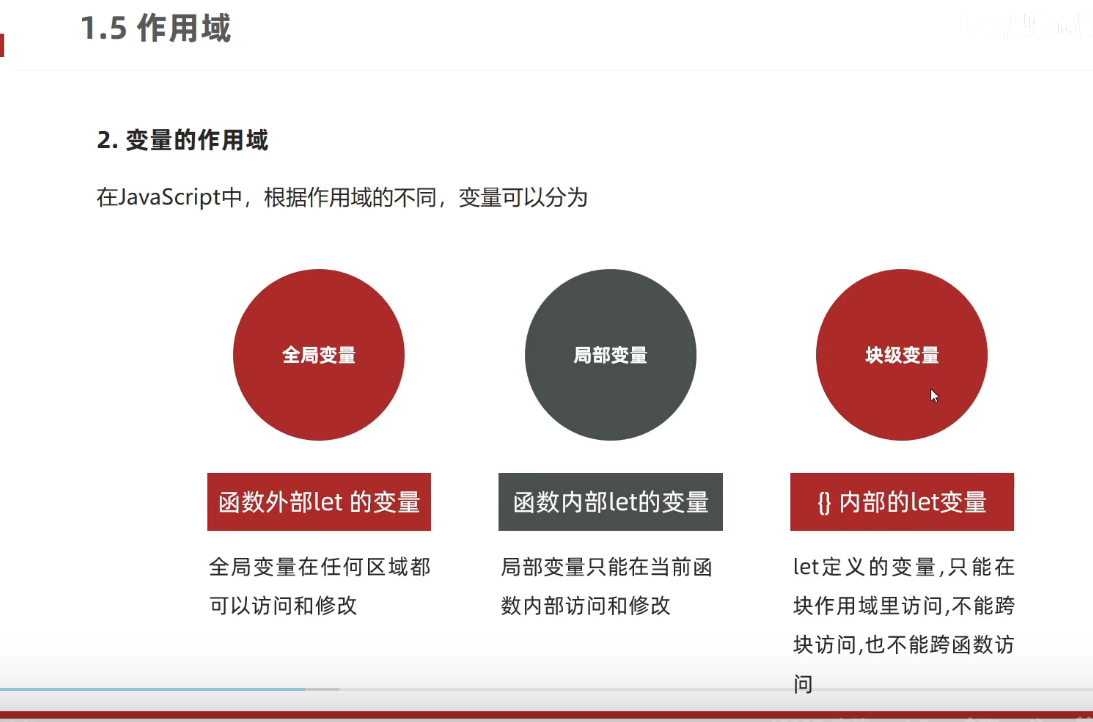 1.5 作用域
2. 变量的作用域
在JavaScript中，根据作用域的不同，变量可以分为
全局变量
局部变量
块级变量
函数外部let 的变量
函数内部let的变量
{} 内部的let变量
全局变量在任何区域都
可以访问和修改
局部变量只能在当前函
数内部访问和修改
let定义的变量,只能在
块作用域里访问,不能跨
块访问,也不能跨函数访
问